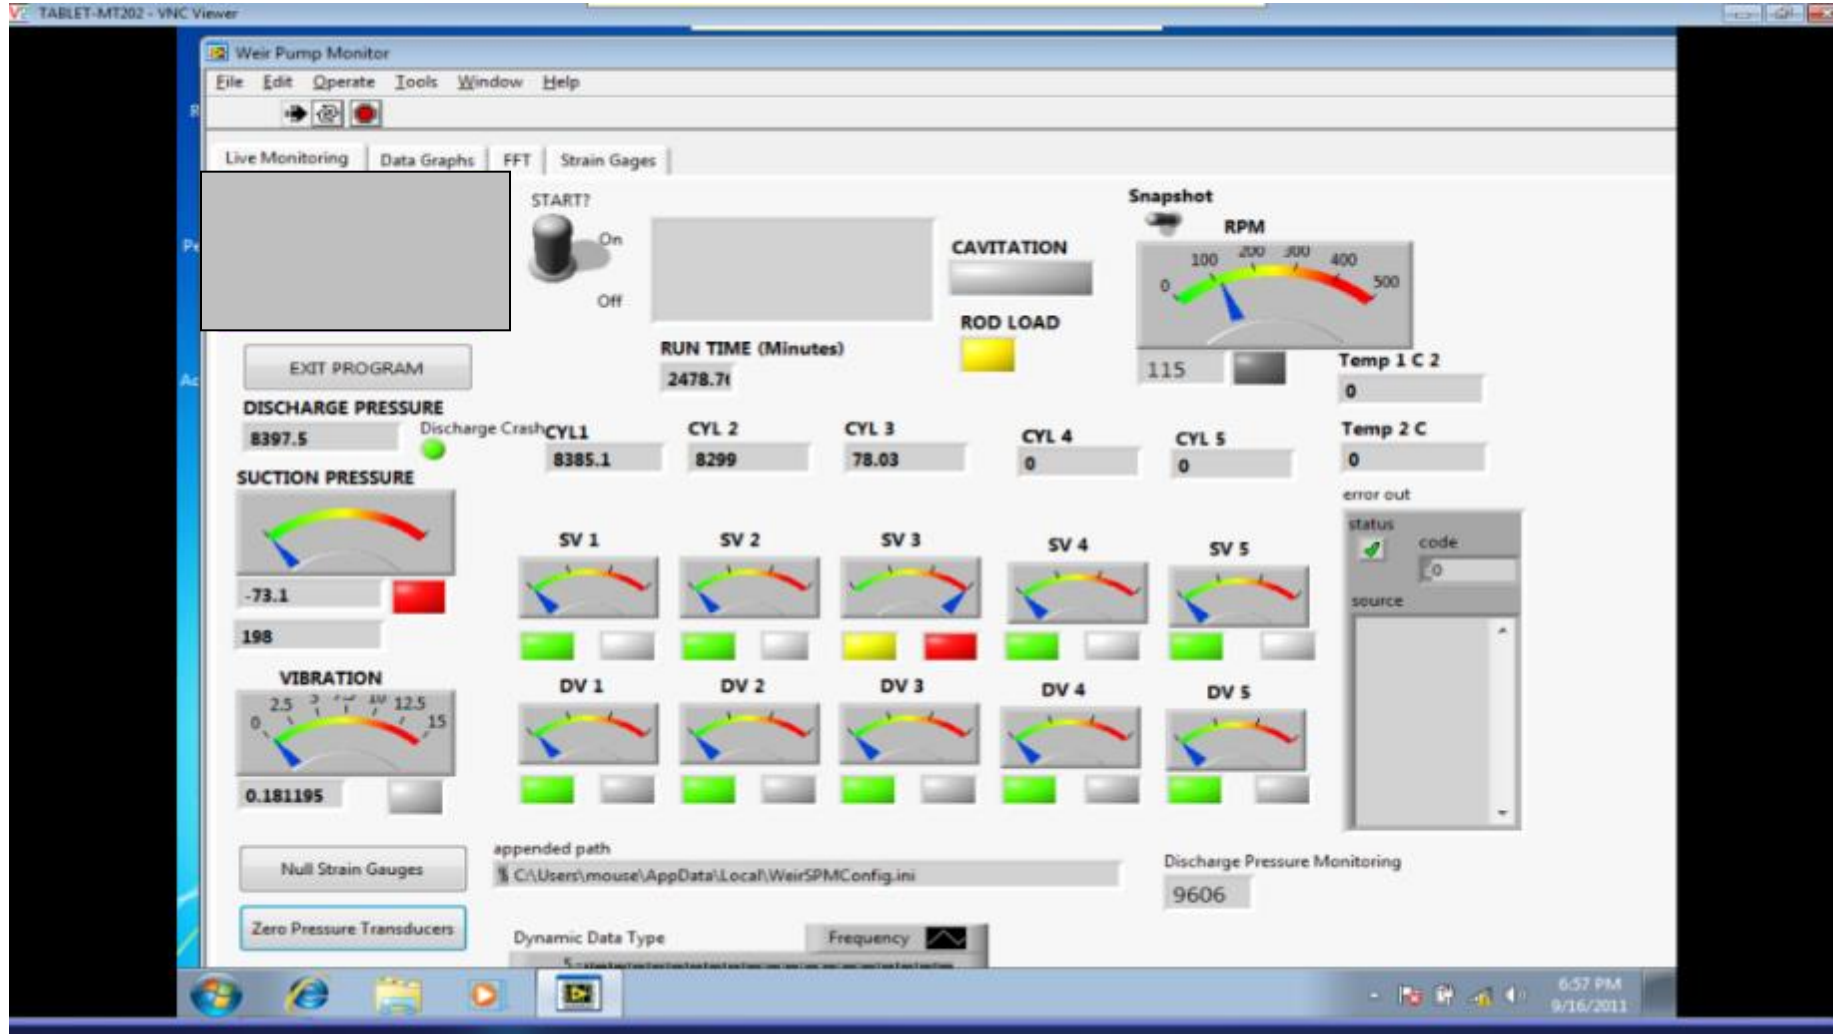 TABLET-MT202 - VNC Viewer
Weir Pump Monitor
File Edit Operate Tools Window Help
Live Monitoring Data Graphs FFT Strain Gages
START?
On
Off
CAVITATION
ROD LOAD
Snapshot
RPM
0 100 200 300 400 500
115
RUN TIME (Minutes)
EXIT PROGRAM
Temp 1 C 2
0
DISCHARGE PRESSURE
8397.5
Discharge Crash
CYL1 CYL 2 CYL 3 CYL 4 CYL 5
8385.1 8299 78.03 0 0
Temp 2 C
0
SUCTION PRESSURE
-73.1
198
error out
status
code
0
source
SV 1 SV 2 SV 3 SV 4 SV 5
VIBRATION
0 2.5 5 10 12.5 15
0.181195
DV 1 DV 2 DV 3 DV 4 DV 5
Null Strain Gauges
Zero Pressure Transducers
appended path
C:\Users\mouse\AppData\Local\WeirSPMConfig.ini
Discharge Pressure Monitoring
9606
Dynamic Data Type
Frequency
5
6:57 PM
9/16/2011